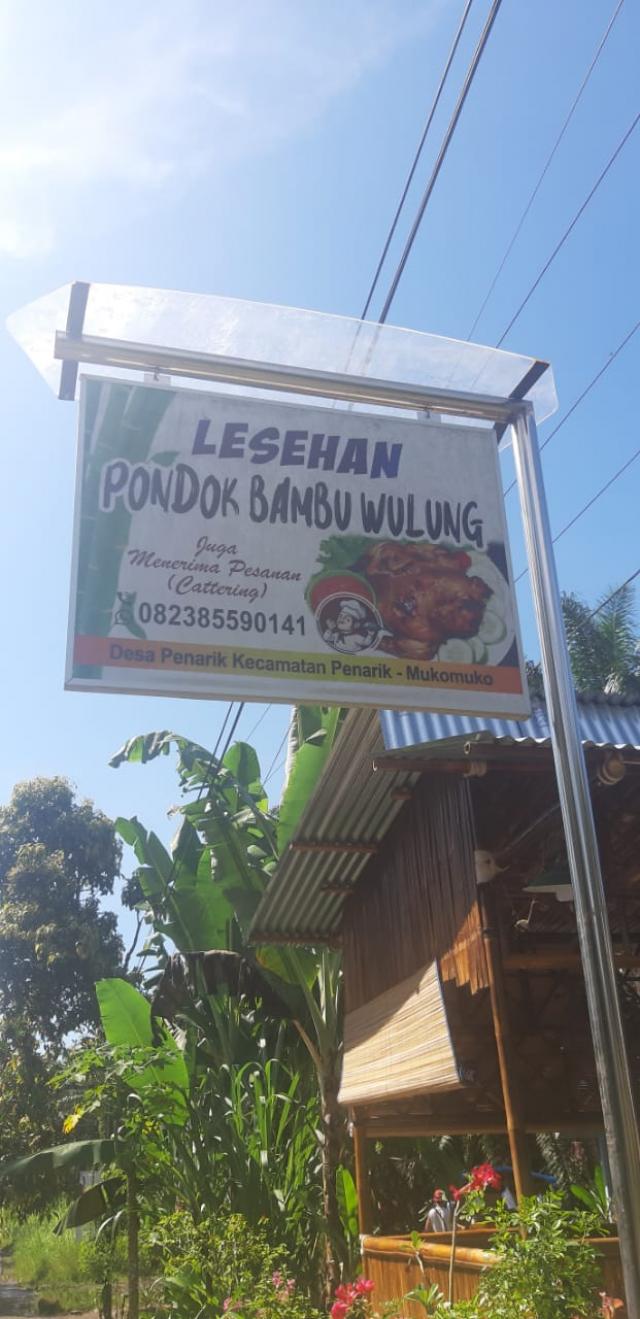 LESEHAN
PONDOK BAMBU WULUNG
Juga
Menerima Pesanan
(Cattering)
082385590141
Desa Penarik Kecamatan Penarik - Mukomuko